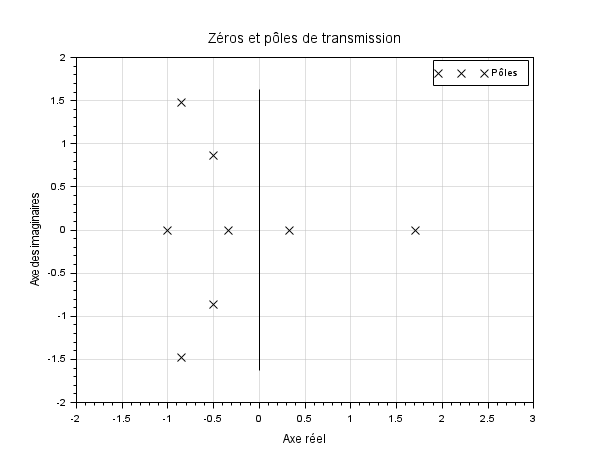 Zéros et pôles de transmission
2
1.5
1
0.5
0
-0.5
-1
-1.5
-2
Axe des imaginaires
Pôles
-2 -1.5 -1 -0.5 0 0.5 1 1.5 2 2.5 3
Axe réel